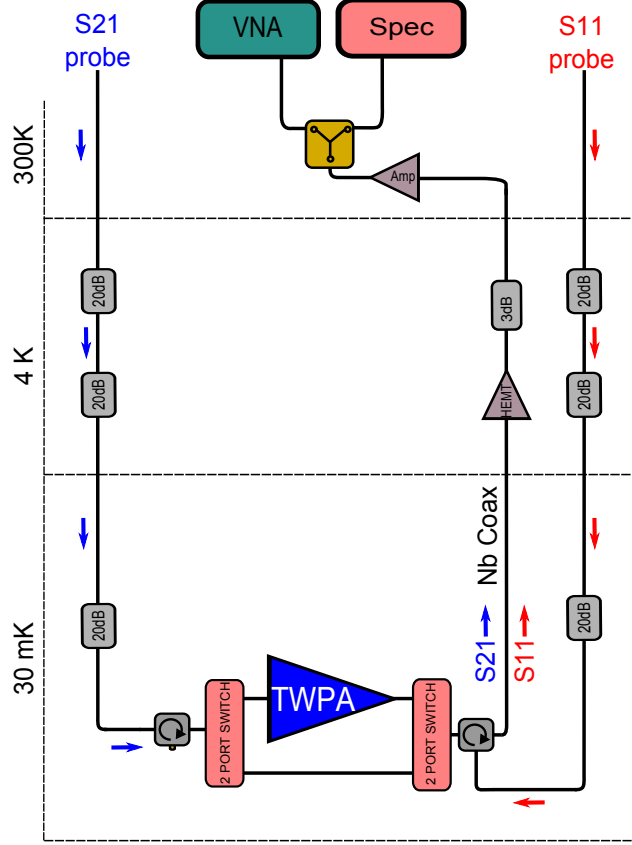 S21
probe
VNA
Spec
S11
probe
300K
Amp
4 K
20dB
20dB
3dB
HEMT
20dB
20dB
30 mK
20dB
Nb Coax
S21
S11
20dB
2 PORT SWITCH
TWPA
2 PORT SWITCH